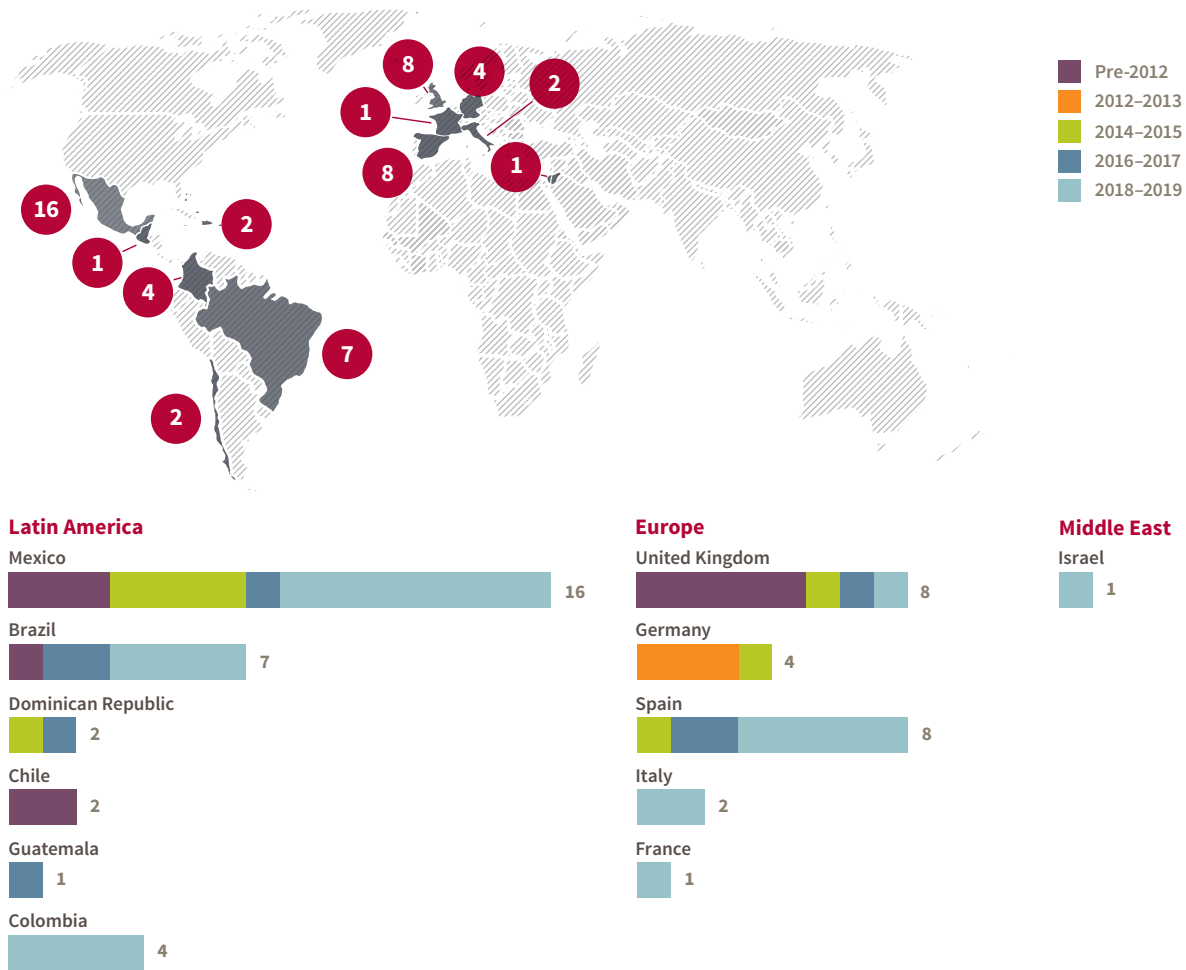 8
4
2
1
1
8
16
2
1
4
7
2
Pre-2012
2012–2013
2014–2015
2016–2017
2018–2019
Latin America
Mexico
16
Brazil
7
Dominican Republic
2
Chile
2
Guatemala
1
Colombia
4
Europe
United Kingdom
8
Germany
4
Spain
8
Italy
2
France
1
Middle East
Israel
1